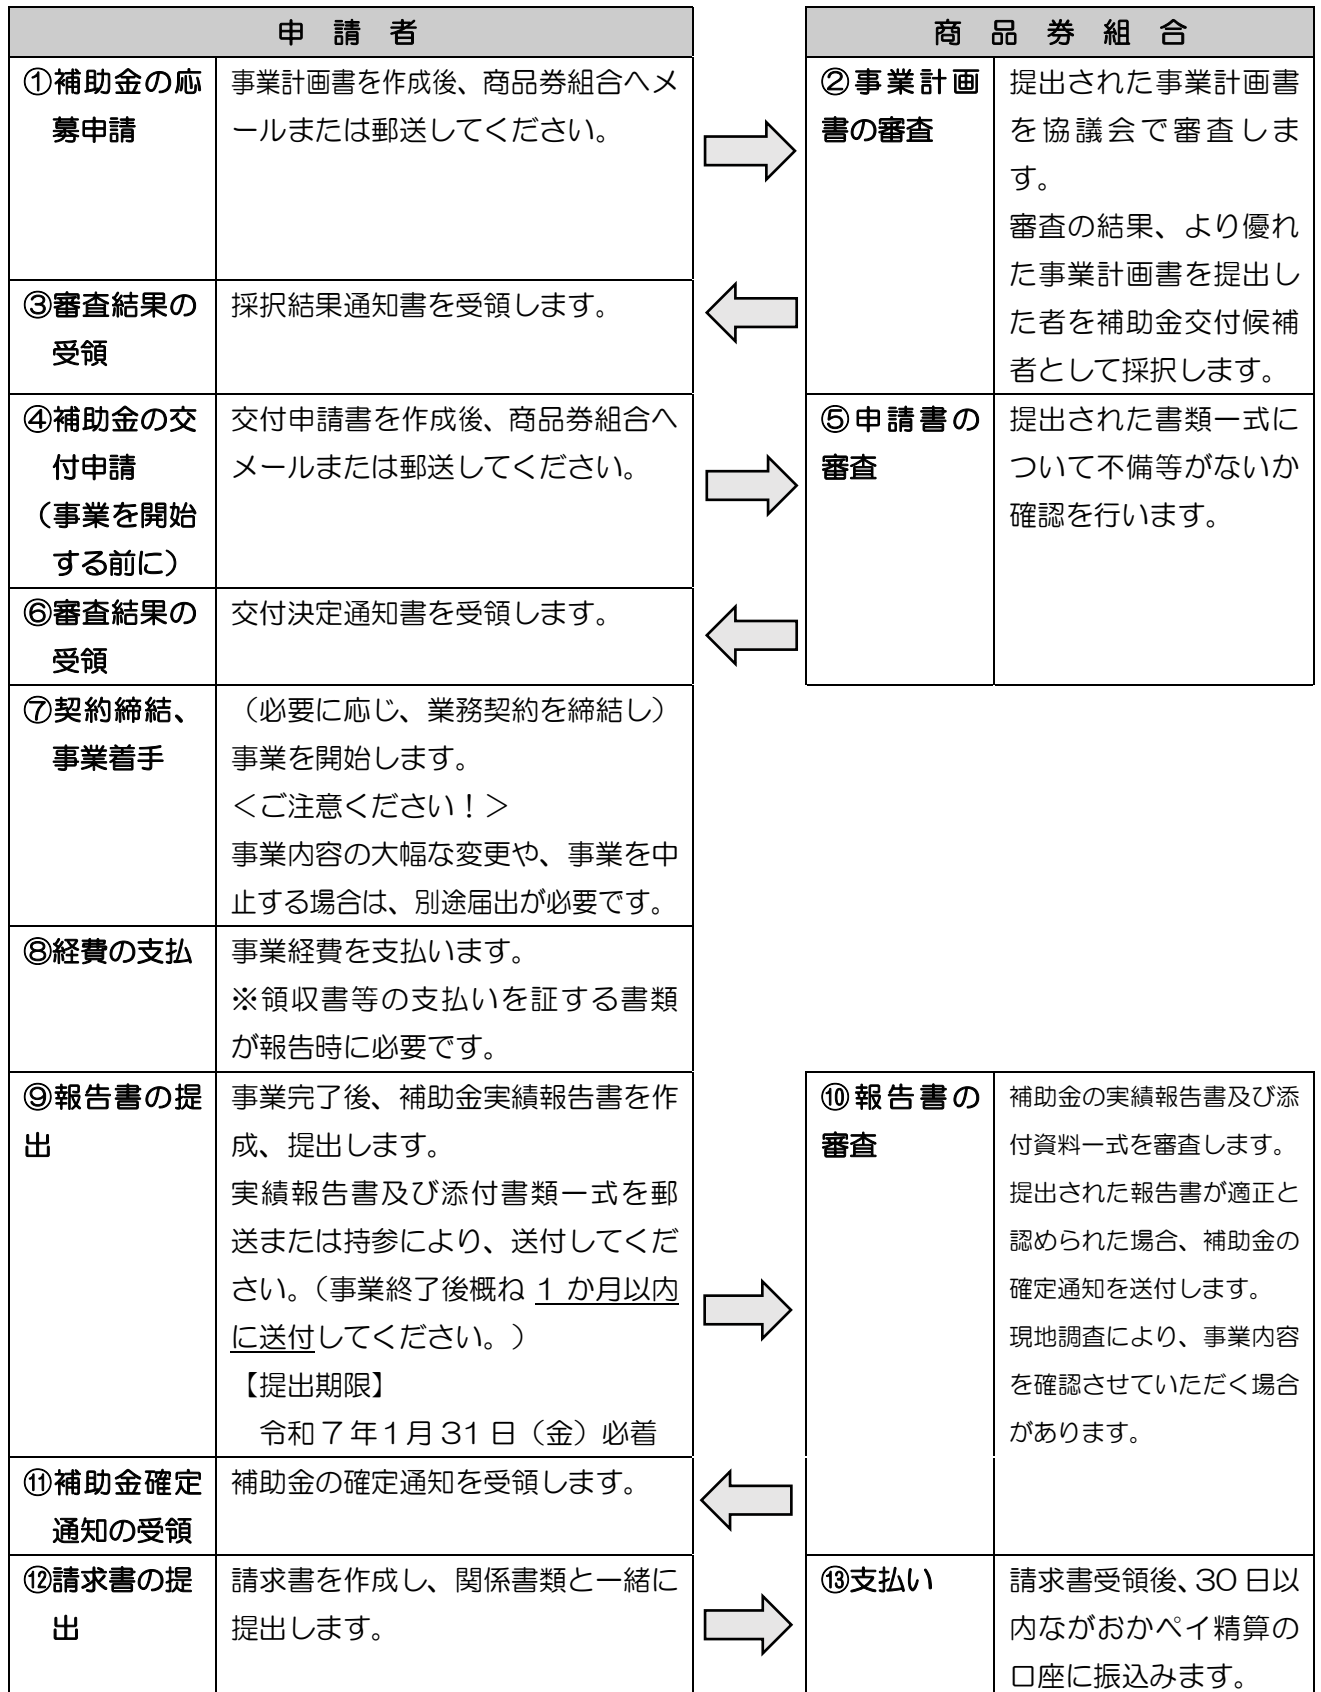 申請者
商品券組合
①補助金の応
募申請
事業計画書を作成後、商品券組合へメ
ールまたは郵送してください。
②事業計画
書の審査
提出された事業計画書
を協議会で審査しま
す。
審査の結果、より優れ
た事業計画書を提出し
た者を補助金交付候補
者として採択します。
③審査結果の
受領
採択結果通知書を受領します。
④補助金の交
付申請
（事業を開始
する前に）
交付申請書を作成後、商品券組合へ
メールまたは郵送してください。
⑤申請書の
審査
提出された書類一式に
ついて不備等がないか
確認を行います。
⑥審査結果の
受領
交付決定通知書を受領します。
⑦契約締結、
事業着手
（必要に応じ、業務契約を締結し）
事業を開始します。
＜ご注意ください！＞
事業内容の大幅な変更や、事業を中
止する場合は、別途届出が必要です。
⑧経費の支払
事業経費を支払います。
※領収書等の支払いを証する書類
が報告時に必要です。
⑨報告書の提
出
事業完了後、補助金実績報告書を作
成、提出します。
実績報告書及び添付書類一式を郵
送または持参により、送付してくだ
さい。（事業終了後概ね 1 か月以内
に送付してください。）
【提出期限】
令和７年１月 31 日（金）必着
⑩報告書の
審査
補助金の実績報告書及び添
付資料一式を審査します。
提出された報告書が適正と
認められた場合、補助金の
確定通知を送付します。
現地調査により、事業内容
を確認させていただく場合
があります。
⑪補助金確定
通知の受領
補助金の確定通知を受領します。
⑫請求書の提
出
請求書を作成し、関係書類と一緒に
提出します。
⑬支払い
請求書受領後、30 日以
内ながおかペイ精算の
口座に振込みます。